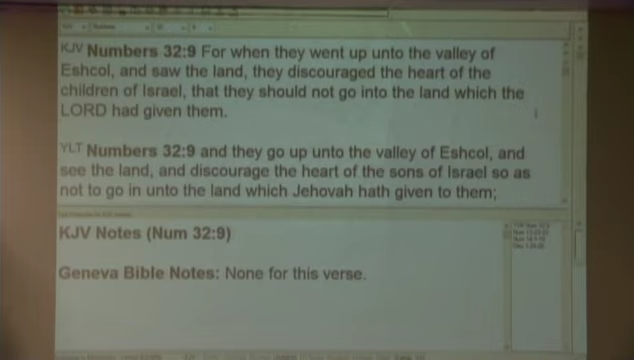 KJV Numbers 32:9 For when they went up unto the valley of
Eshcol, and saw the land, they discouraged the heart of the
children of Israel, that they should not go into the land which the
LORD had given them.
YLT Numbers 32:9 and they go up unto the valley of Eshcol, and
see the land, and discourage the heart of the sons of Israel so as
not to go in unto the land which Jehovah hath given to them;
KJV Notes (Num 32:9)
Geneva Bible Notes: None for this verse.